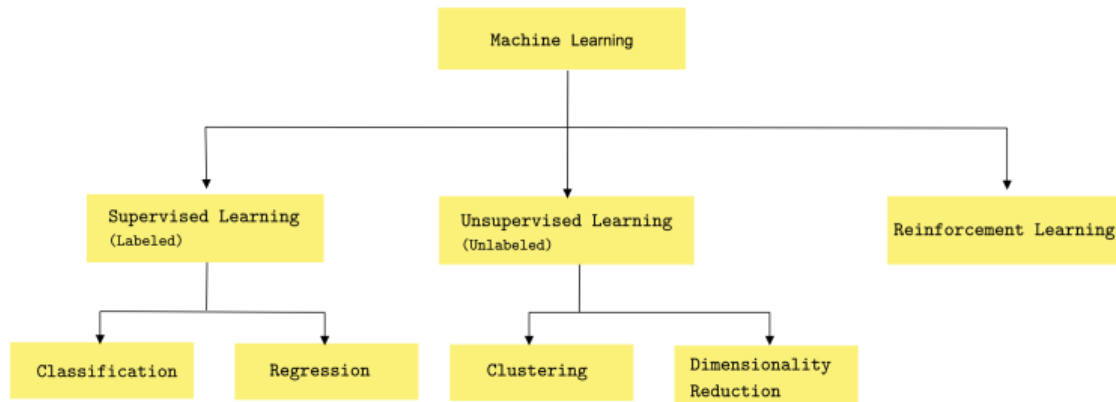 Machine Learning
Supervised Learning
(Labeled)
Unsupervised Learning
(Unlabeled)
Reinforcement Learning
Classification
Regression
Clustering
Dimensionality
Reduction